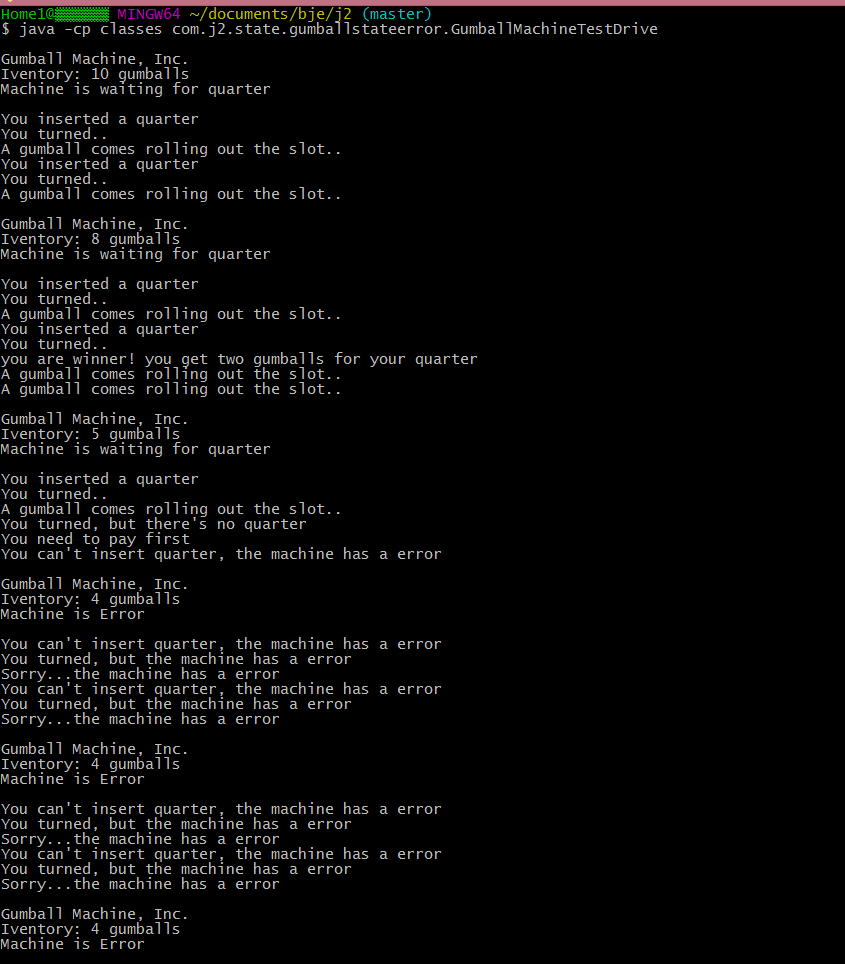 Home1@ MINGW64 ~/documents/bje/j2 (master)
$ java -cp classes com.j2.state.gumballstateerror.GumballMachineTestDrive
Gumball Machine, Inc.
Iventory: 10 gumballs
Machine is waiting for quarter
You inserted a quarter
You turned..
A gumball comes rolling out the slot..
You inserted a quarter
You turned..
A gumball comes rolling out the slot..
Gumball Machine, Inc.
Iventory: 8 gumballs
Machine is waiting for quarter
You inserted a quarter
You turned..
A gumball comes rolling out the slot..
You inserted a quarter
You turned..
you are winner! you get two gumballs for your quarter
A gumball comes rolling out the slot..
A gumball comes rolling out the slot..
Gumball Machine, Inc.
Iventory: 5 gumballs
Machine is waiting for quarter
You inserted a quarter
You turned..
A gumball comes rolling out the slot..
You turned, but there's no quarter
You need to pay first
You can't insert quarter, the machine has a error
Gumball Machine, Inc.
Iventory: 4 gumballs
Machine is Error
You can't insert quarter, the machine has a error
You turned, but the machine has a error
Sorry...the machine has a error
You can't insert quarter, the machine has a error
You turned, but the machine has a error
Sorry...the machine has a error
Gumball Machine, Inc.
Iventory: 4 gumballs
Machine is Error
You can't insert quarter, the machine has a error
You turned, but the machine has a error
Sorry...the machine has a error
You can't insert quarter, the machine has a error
You turned, but the machine has a error
Sorry...the machine has a error
Gumball Machine, Inc.
Iventory: 4 gumballs
Machine is Error